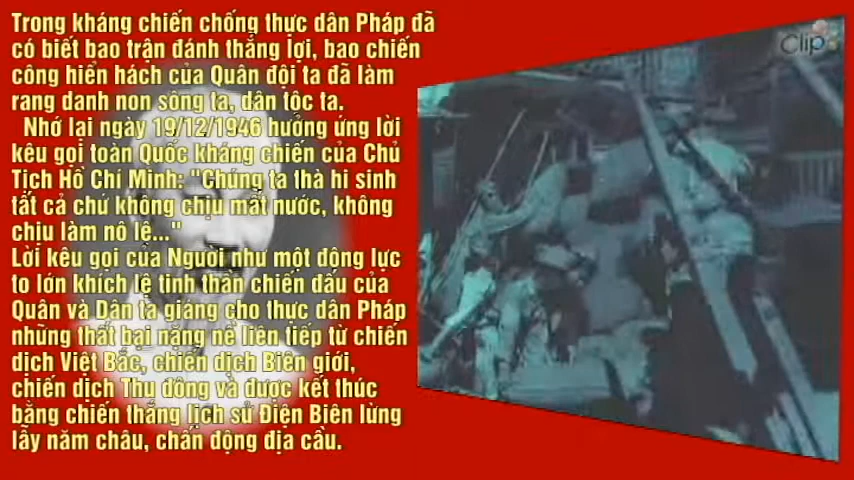 Trong kháng chiến chống thực dân Pháp đã
có biết bao trận đánh thắng lợi, bao chiến
công hiển hách của Quân đội ta đã làm
rang danh non sông ta, dân tộc ta.
Nhớ lại ngày 19/12/1946 hưởng ứng lời
kêu gọi toàn Quốc kháng chiến của Chủ
Tịch Hồ Chí Minh: "Chúng ta thà hi sinh
tất cả chứ không chịu mất nước, không
chịu làm nô lệ..."
Lời kêu gọi của Người như một động lực
to lớn khích lệ tinh thần chiến đấu của
Quân và Dân ta giáng cho thực dân Pháp
những thất bại nặng nề liên tiếp từ chiến
dịch Việt Bắc, chiến dịch Biên giới,
chiến dịch Thu đông và được kết thúc
bằng chiến thắng lịch sử Điện Biên lừng
lẫy năm châu, chấn động địa cầu.
Clip